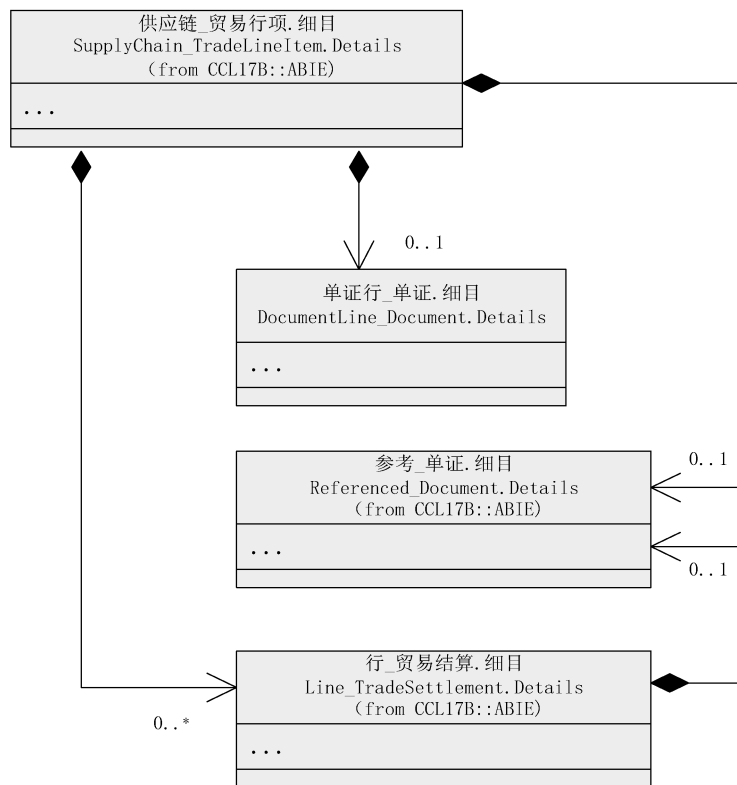 供应链_贸易行项.细目
SupplyChain_TradeLineItem.Details
(from CCL17B::ABIE)
...
0..1
单证行_单证.细目
DocumentLine_Document.Details
...
参考_单证.细目
Referenced_Document.Details
(from CCL17B::ABIE)
...
0..1
0..1
行_贸易结算.细目
Line_TradeSettlement.Details
(from CCL17B::ABIE)
...
0..*